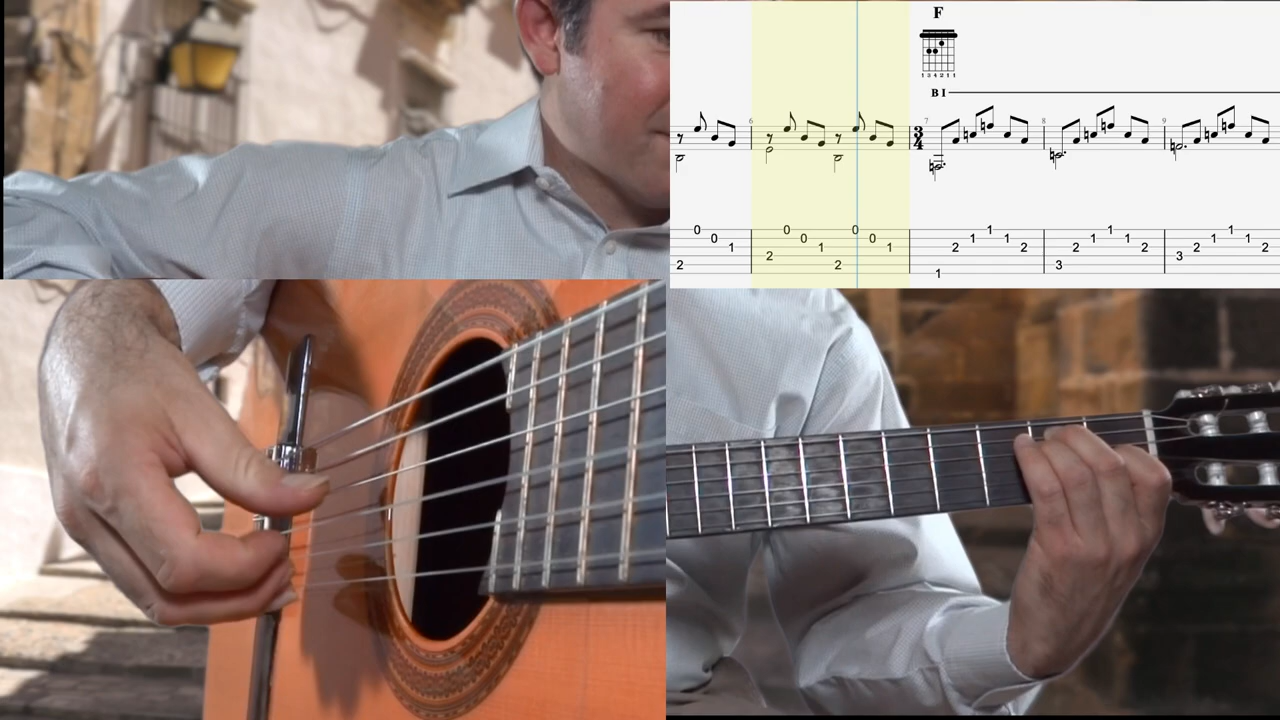 F
1 3 4 2 1 1
B I
6 7 8 9
3
4
0 0 0 1 1 1
0 0 0 1 1 1 1 1 1
1 1 1 2 2 2 2 2 2
2 3
2 2 3
1